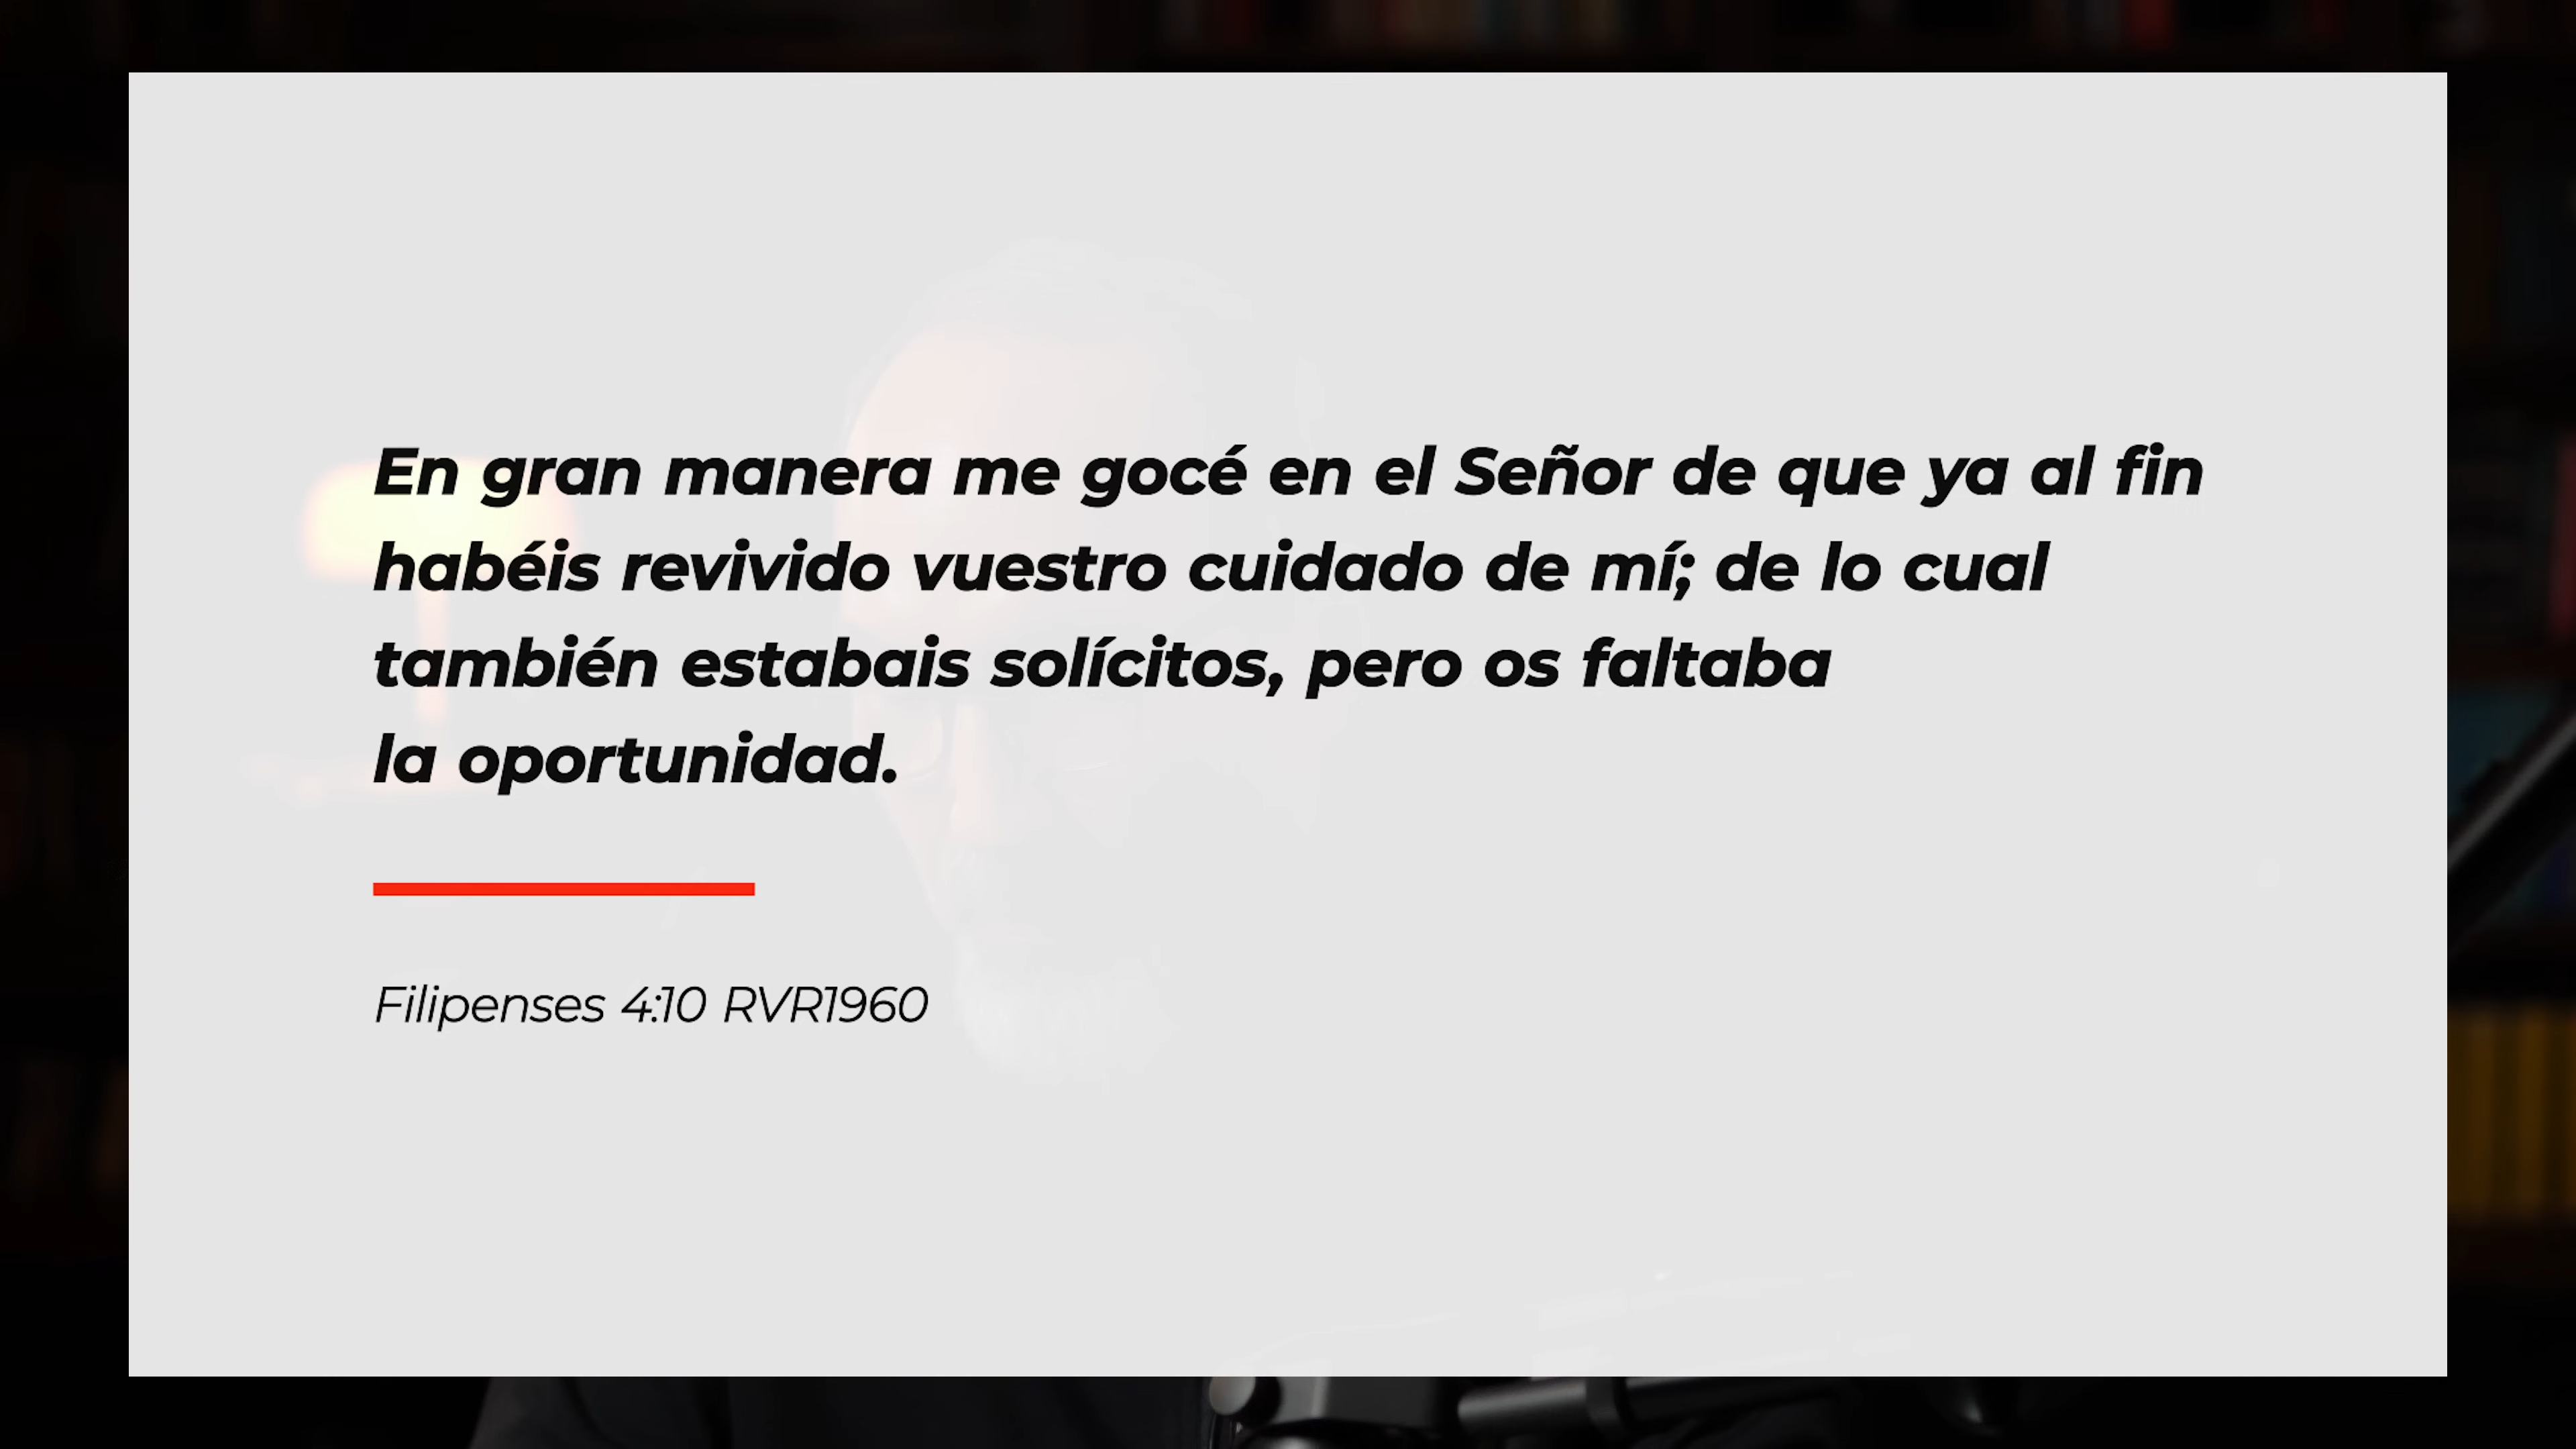 En gran manera me gocé en el Señor de que ya al fin
habéis revivido vuestro cuidado de mí; de lo cual
también estabais solícitos, pero os faltaba
la oportunidad.
Filipenses 4:10 RVR1960